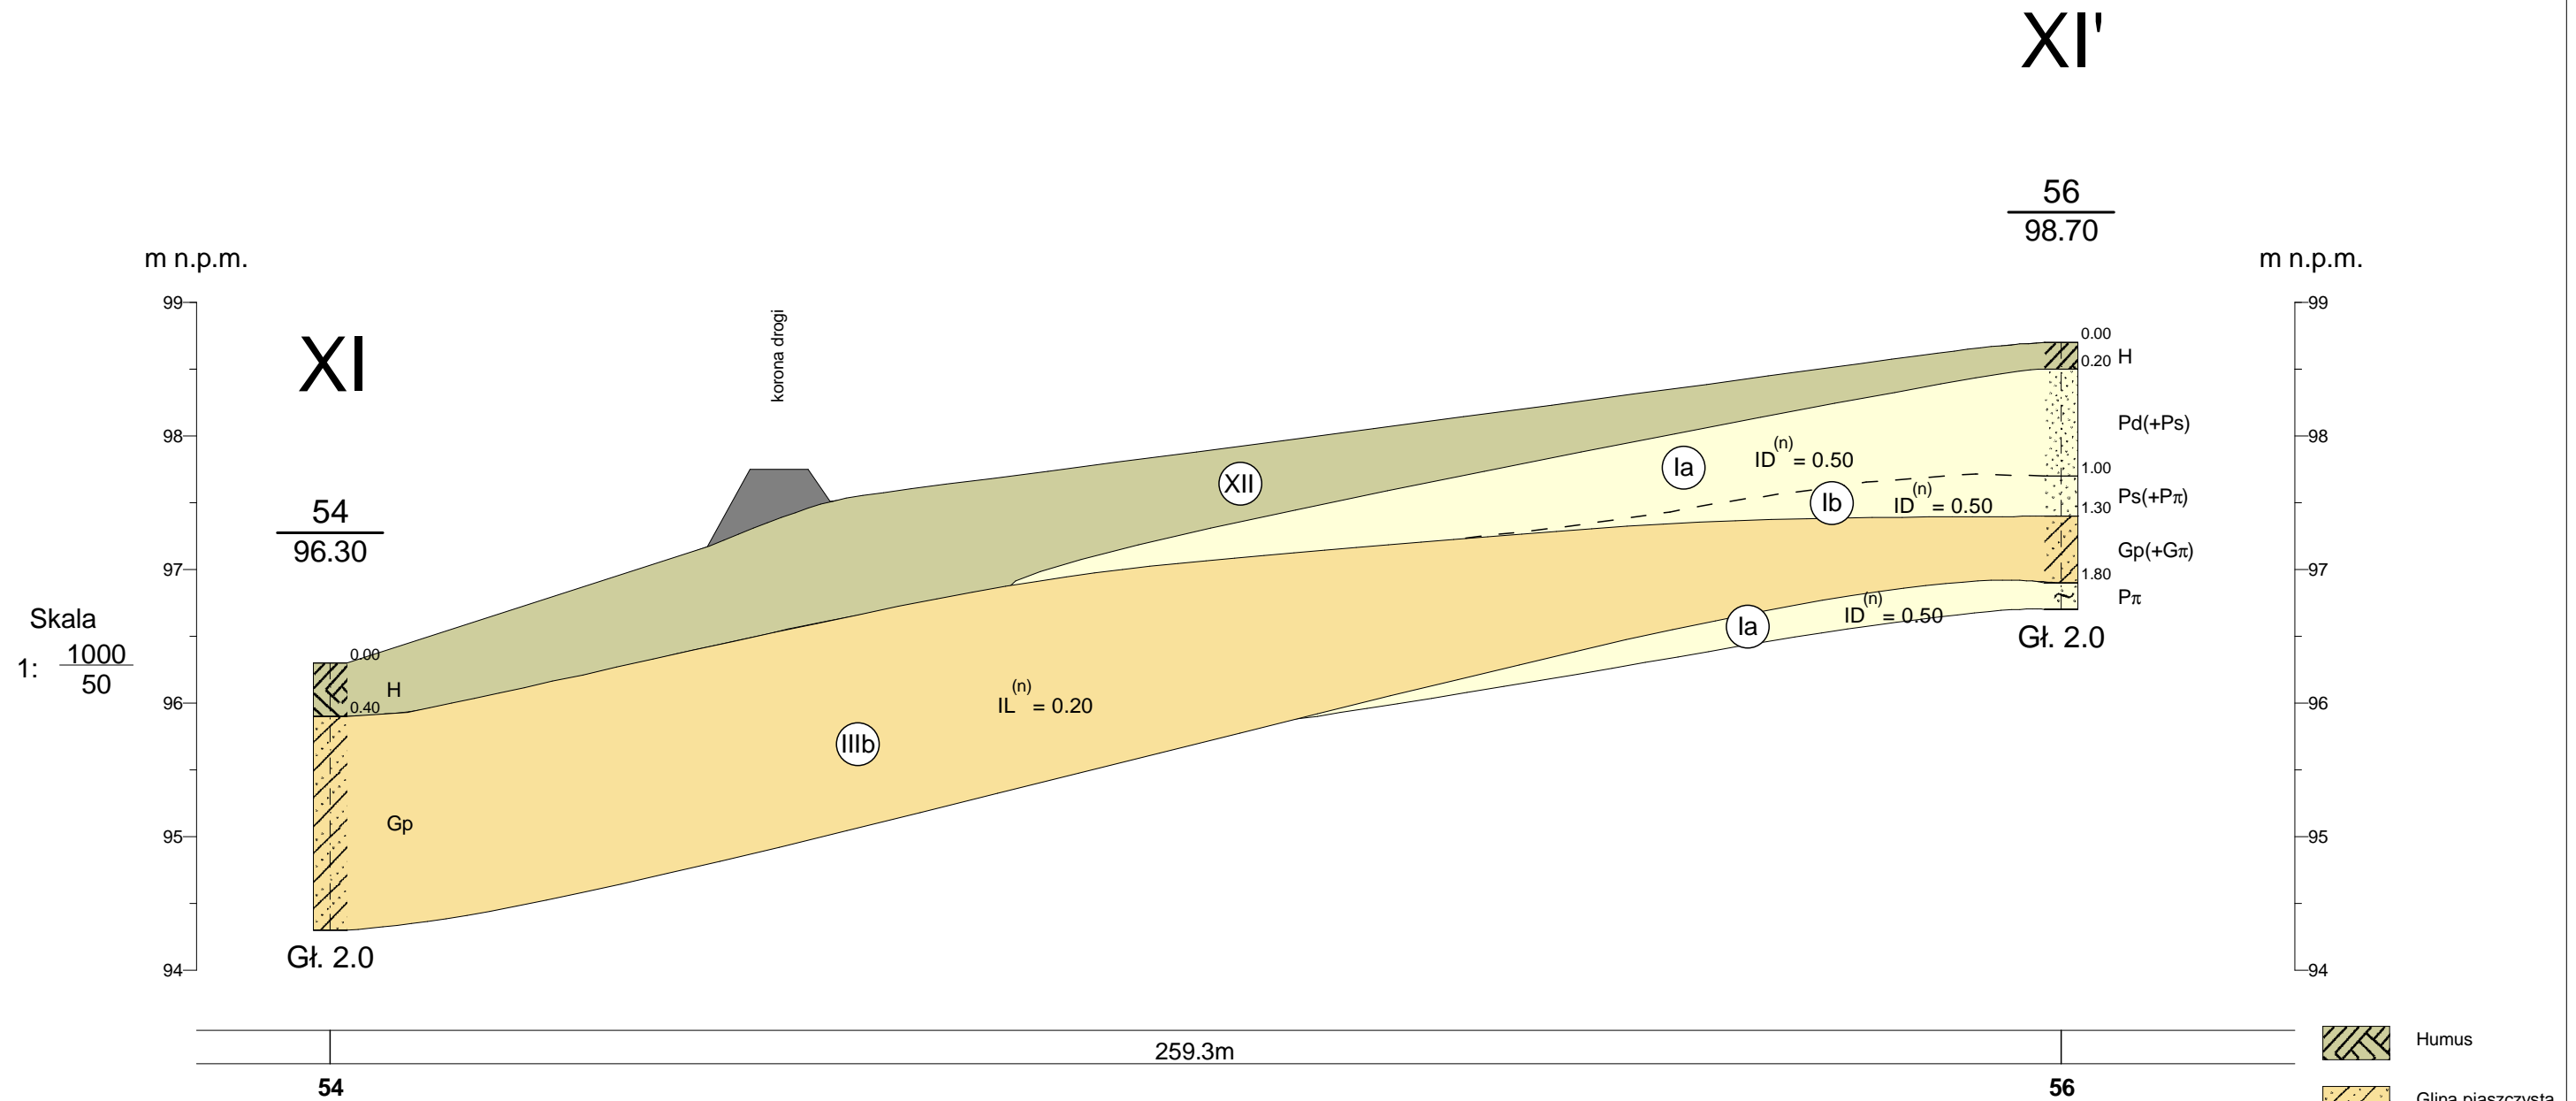 XI'
56
98.70
m n.p.m.
m n.p.m.
99
98
97
96
95
94
XI
korona drogi
54
96.30
Skala
1: 1000
50
0.00
H
0.40
Gp
Gł. 2.0
XII
IIIb
IL(n) = 0.20
Ia
ID(n) = 0.50
Ib
ID(n) = 0.50
Ia
ID(n) = 0.50
0.00
0.20 H
Pd(+Ps)
1.00
Ps(+Pπ)
1.30
Gp(+Gπ)
1.80
Pπ
Gł. 2.0
99
98
97
96
95
94
259.3m
54
56
Humus
Glina piaszczysta